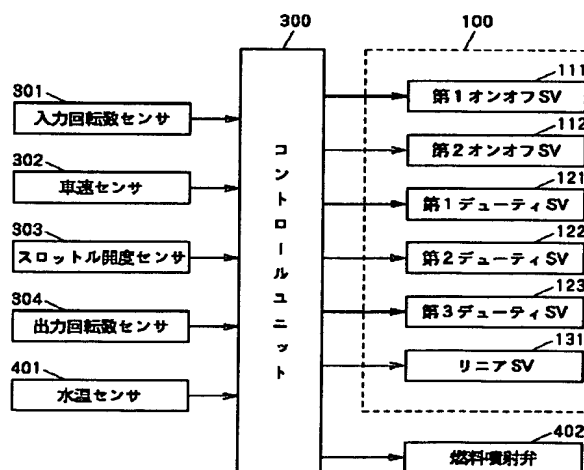 300
100
301
入力回転数センサ
302
車速センサ
303
スロットル開度センサ
304
出力回転数センサ
401
水温センサ
コントロールユニット
111
第1オンオフSV
112
第2オンオフSV
121
第1デューティSV
122
第2デューティSV
123
第3デューティSV
131
リニアSV
402
燃料噴射弁